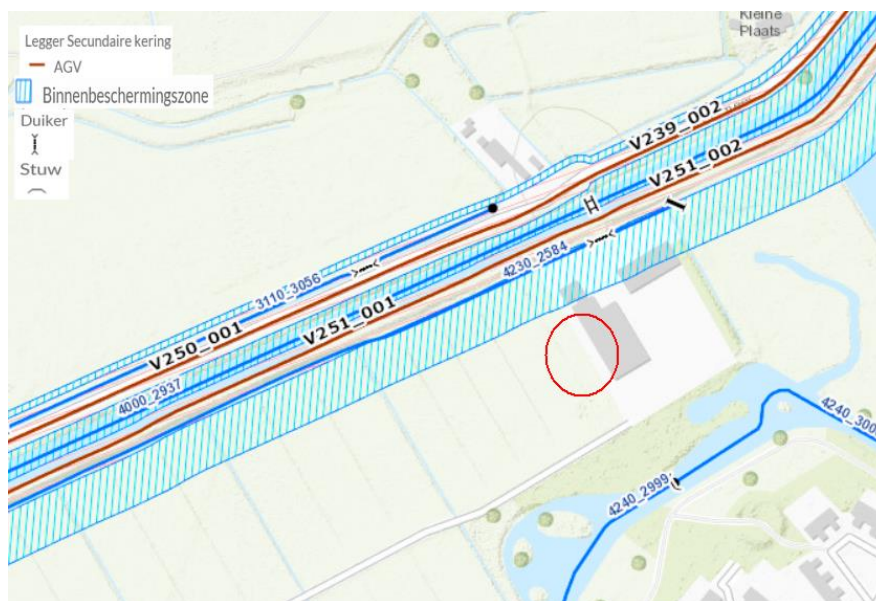 Legger Secundaire kering
AGV
Binnenbeschermingszone
Duiker
Stuw
Kleine
Plaats
V239_002
V251_002
3110_3056
4230_2584
V250_001
V251_001
4000_2937
4240_2999
4240_300